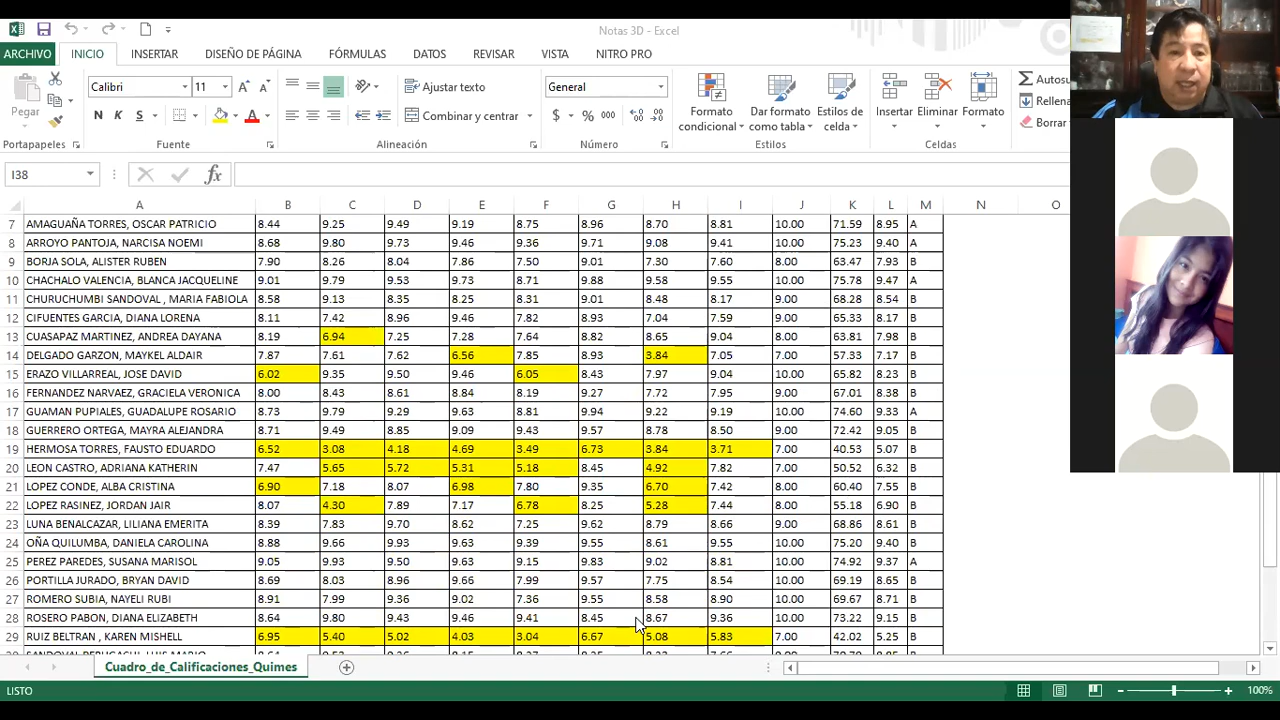 Notas 3D - Excel
ARCHIVO INICIO INSERTAR DISEÑO DE PÁGINA FÓRMULAS DATOS REVISAR VISTA NITRO PRO
Calibri 11 Ajustar texto General Autosu
Pegar Formato Dar formato Estilos de Insertar Eliminar Formato Rellena
N K S A Combinar y centrar $ % 000 condicional como tabla celda Borrar
Portapapeles Fuente Alineación Número Estilos Celdas
I38 fx
A B C D E F G H I J K L M N O
7 AMAGUAÑA TORRES, OSCAR PATRICIO 8.44 9.25 9.49 9.19 8.75 8.96 8.70 8.81 10.00 71.59 8.95 A
8 ARROYO PANTOJA, NARCISA NOEMI 8.68 9.80 9.73 9.46 9.36 9.71 9.08 9.41 10.00 75.23 9.40 A
9 BORJA SOLA, ALISTER RUBEN 7.90 8.26 8.04 7.86 7.50 9.01 7.30 7.60 8.00 63.47 7.93 B
10 CHACHALO VALENCIA, BLANCA JACQUELINE 9.01 9.79 9.53 9.73 8.71 9.88 9.58 9.55 10.00 75.78 9.47 A
11 CHURUCHUMBI SANDOVAL , MARIA FABIOLA 8.58 9.13 8.35 8.25 8.31 9.01 8.48 8.17 9.00 68.28 8.54 B
12 CIFUENTES GARCIA, DIANA LORENA 8.11 7.42 8.96 9.46 7.82 8.93 7.04 7.59 9.00 65.33 8.17 B
13 CUASAPAZ MARTINEZ, ANDREA DAYANA 8.19 6.94 7.25 7.28 7.64 8.82 8.65 9.04 8.00 63.81 7.98 B
14 DELGADO GARZON, MAYKEL ALDAIR 7.87 7.61 7.62 6.56 7.85 8.93 3.84 7.05 7.00 57.33 7.17 B
15 ERAZO VILLARREAL, JOSE DAVID 6.02 9.35 9.50 9.46 6.05 8.43 7.97 9.04 10.00 65.82 8.23 B
16 FERNANDEZ NARVAEZ, GRACIELA VERONICA 8.00 8.43 8.61 8.84 8.19 9.27 7.72 7.95 9.00 67.01 8.38 B
17 GUAMAN PUPIALES, GUADALUPE ROSARIO 8.73 9.79 9.29 9.63 8.81 9.94 9.22 9.19 10.00 74.60 9.33 A
18 GUERRERO ORTEGA, MAYRA ALEJANDRA 8.71 9.49 8.85 9.09 9.43 9.57 8.78 8.50 9.00 72.42 9.05 B
19 HERMOSA TORRES, FAUSTO EDUARDO 6.52 3.08 4.18 4.69 3.49 6.73 3.84 3.71 7.00 40.53 5.07 B
20 LEON CASTRO, ADRIANA KATHERIN 7.47 5.65 5.72 5.31 5.18 8.45 4.92 7.82 7.00 50.52 6.32 B
21 LOPEZ CONDE, ALBA CRISTINA 6.90 7.18 8.07 6.98 7.80 9.35 6.70 7.42 8.00 60.40 7.55 B
22 LOPEZ RASINEZ, JORDAN JAIR 8.07 4.30 7.89 7.17 6.78 8.25 5.28 7.44 8.00 55.18 6.90 B
23 LUNA BENALCAZAR, LILIANA EMERITA 8.39 7.83 9.70 8.62 7.25 9.62 8.79 8.66 9.00 68.86 8.61 B
24 OÑA QUILUMBA, DANIELA CAROLINA 8.88 9.66 9.93 9.63 9.39 9.55 8.61 9.55 10.00 75.20 9.40 B
25 PEREZ PAREDES, SUSANA MARISOL 9.05 9.93 9.50 9.63 9.15 9.83 9.02 8.81 10.00 74.92 9.37 A
26 PORTILLA JURADO, BRYAN DAVID 8.69 8.03 8.96 8.66 7.99 9.57 7.75 8.54 10.00 69.19 8.65 B
27 ROMERO SUBIA, NAYELI RUBI 8.91 7.99 9.36 9.02 7.36 9.55 8.58 8.90 10.00 69.67 8.71 B
28 ROSERO PABON, DIANA ELIZABETH 8.64 9.80 9.43 9.46 9.41 8.45 8.67 9.36 10.00 73.22 9.15 B
29 RUIZ BELTRAN , KAREN MISHELL 6.95 5.40 5.02 4.03 3.04 6.67 5.08 5.83 7.00 42.02 5.25 B
Cuadro_de_Calificaciones_Quimes
LISTO 100%